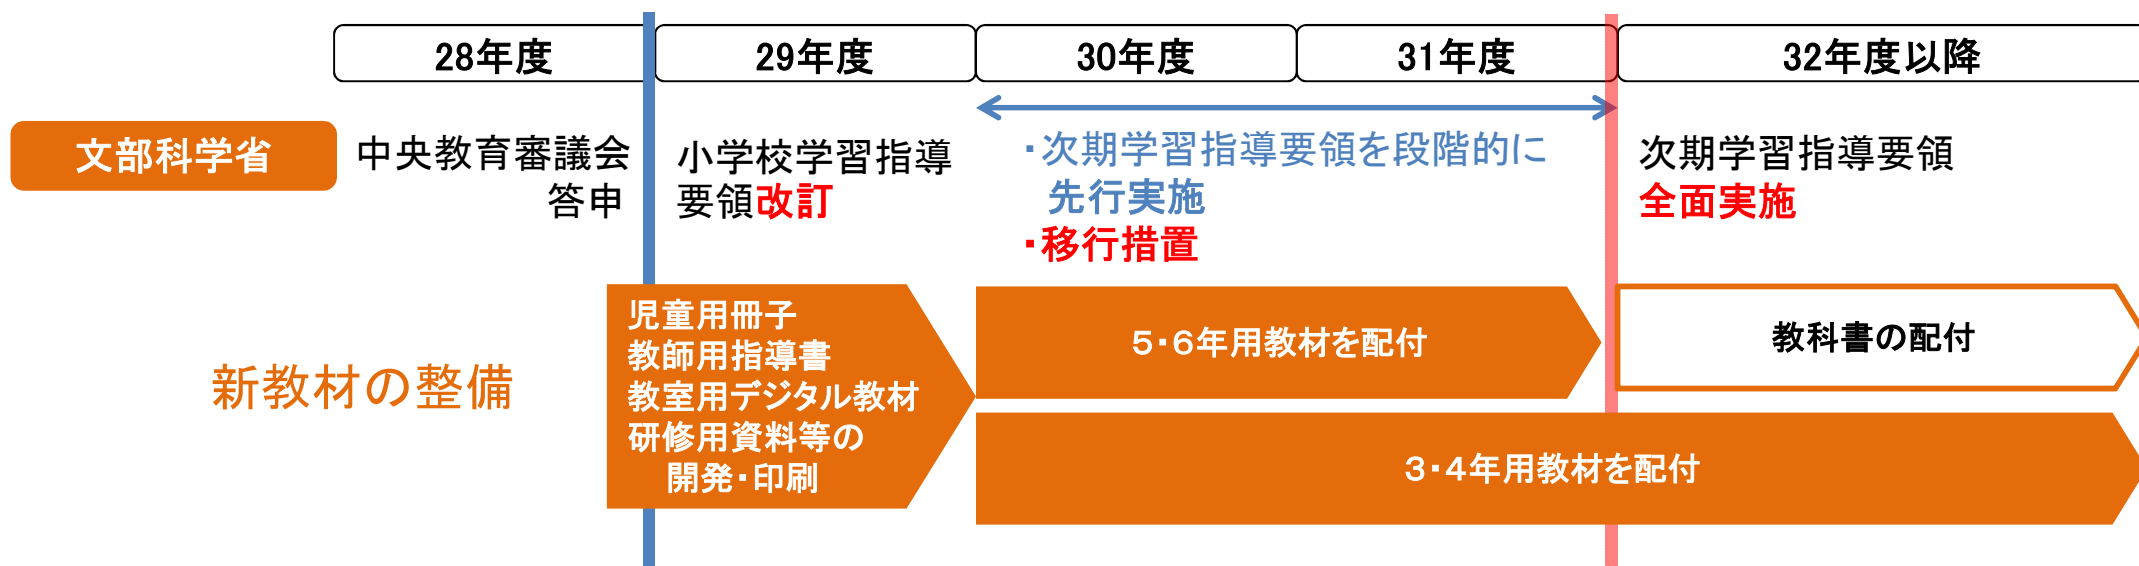 28年度
29年度
30年度
31年度
32年度以降
文部科学省
中央教育審議会
答申
小学校学習指導
要領改訂
・次期学習指導要領を段階的に
先行実施
・移行措置
次期学習指導要領
全面実施
新教材の整備
児童用冊子
教師用指導書
教室用デジタル教材
研修用資料等の
開発・印刷
５・６年用教材を配付
教科書の配付
３・４年用教材を配付